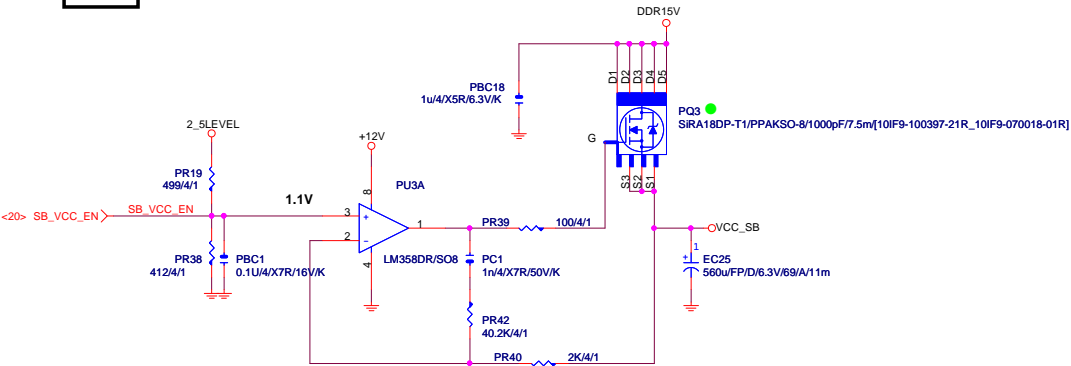 DDR15V
D1
D2
D3
D4
D5
PBC18
1u/4/X5R/6.3V/K
PQ3
SiRA18DP-T1/PPAKSO-8/1000pF/7.5m/[10IF9-100397-21R_10IF9-070018-01R]
G
S3
S2
S1
2_5LEVEL
+12V
PR19
499/4/1
8
PU3A
1.1V
<20> SB_VCC_EN
SB_VCC_EN
3
+
1
2
-
4
LM358DR/SO8
PR39
100/4/1
VCC_SB
PR38
412/4/1
PBC1
0.1U/4/X7R/16V/K
PC1
1n/4/X7R/50V/K
1
+
EC25
560u/FP/D/6.3V/69/A/11m
PR42
40.2K/4/1
PR40
2K/4/1